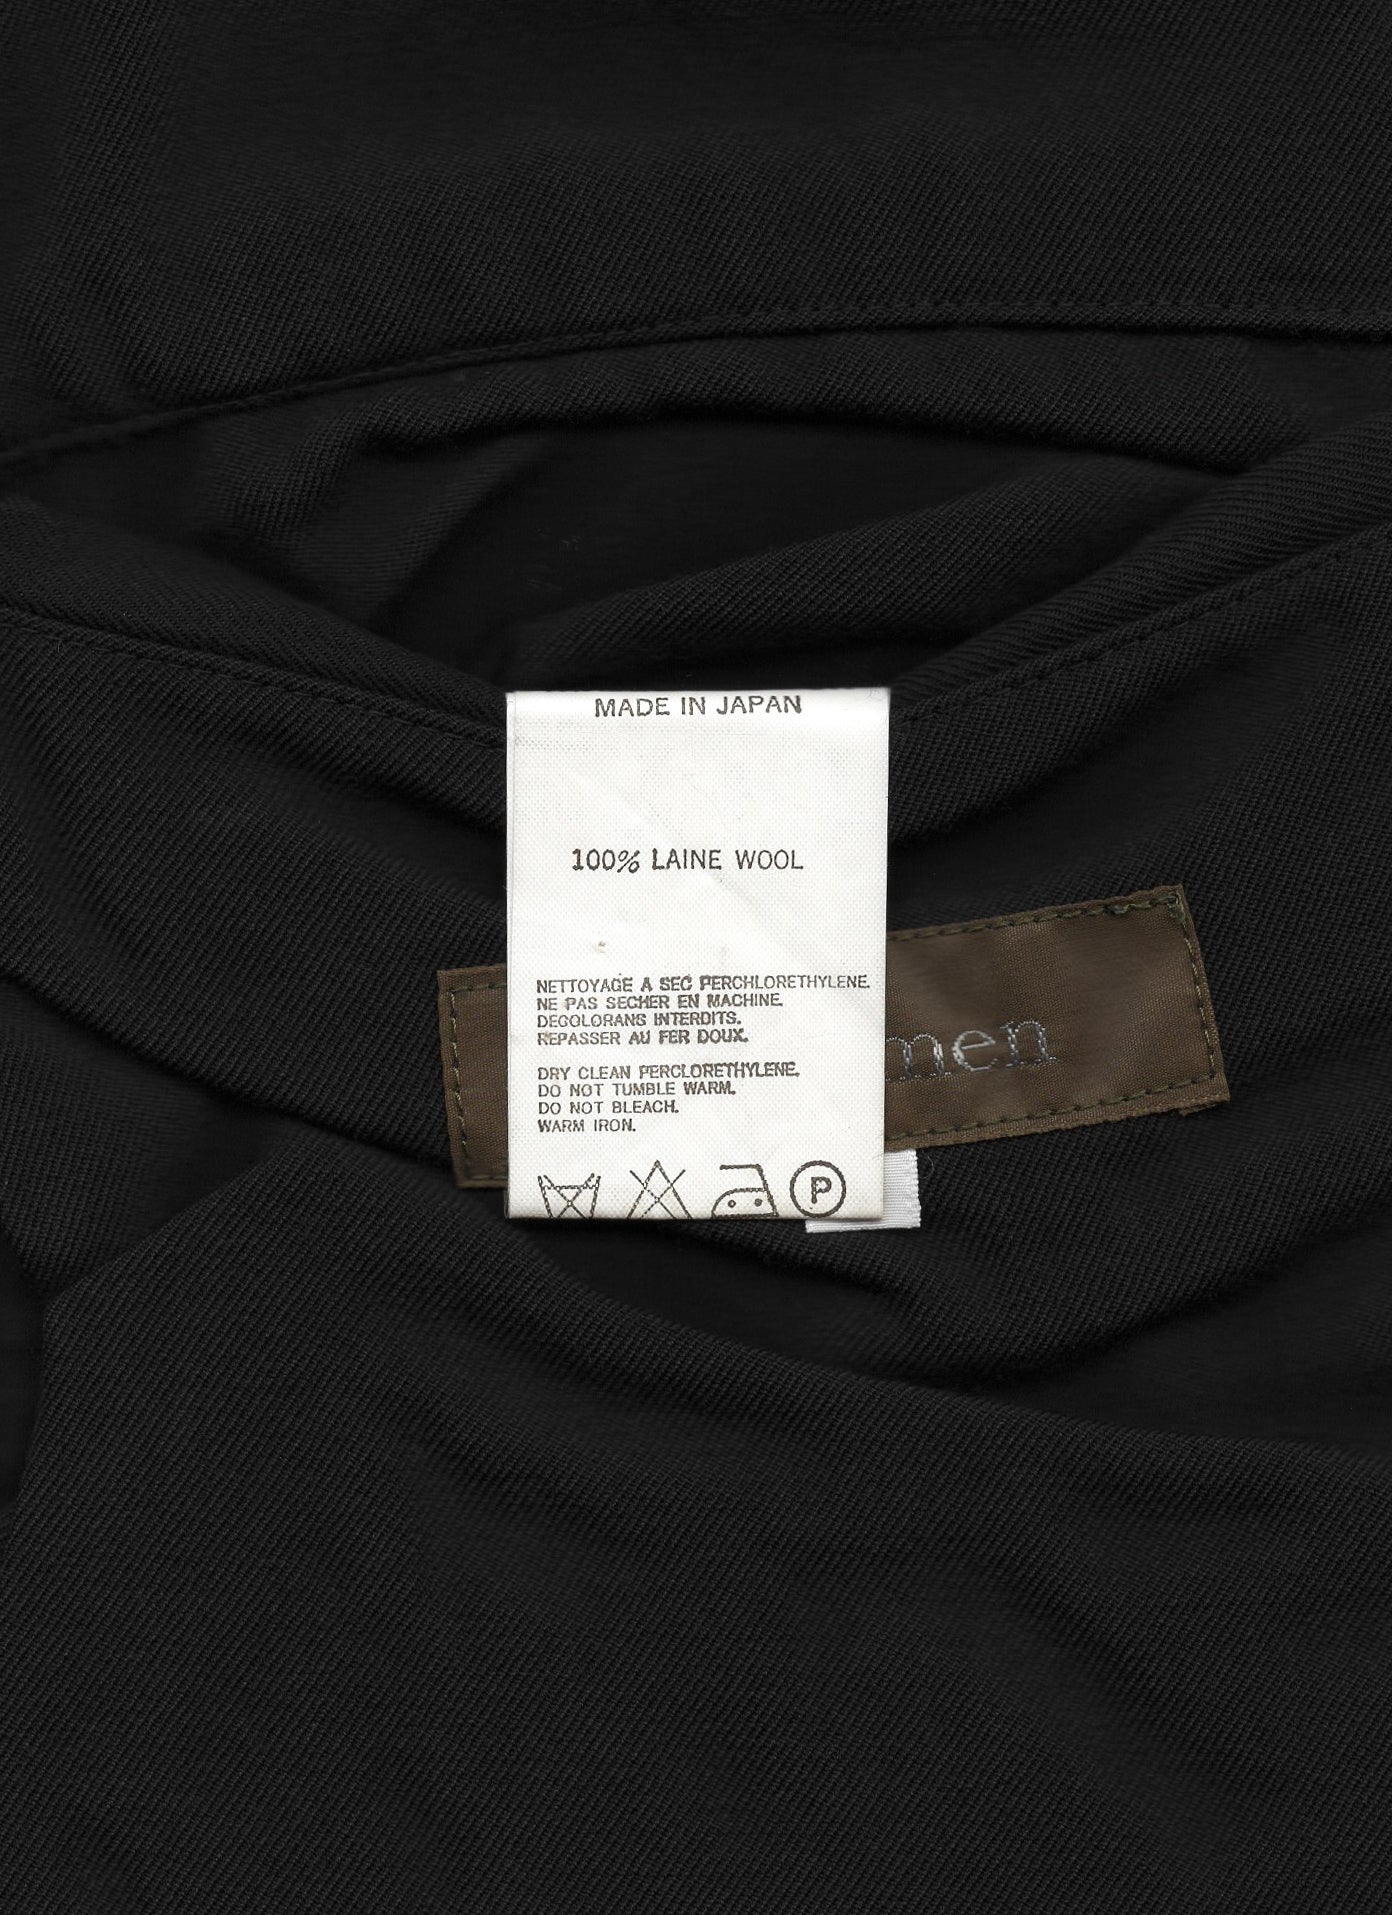 MADE IN JAPAN
100% LAINE WOOL
NETTOYAGE A SEC PERCHLORETHYLENE.
NE PAS SECHER EN MACHINE.
DECOLORANS INTERDITS.
REPASSER AU FER DOUX.
DRY CLEAN PERCLORETHYLENE.
DO NOT TUMBLE WARM.
DO NOT BLEACH.
WARM IRON.
P
men